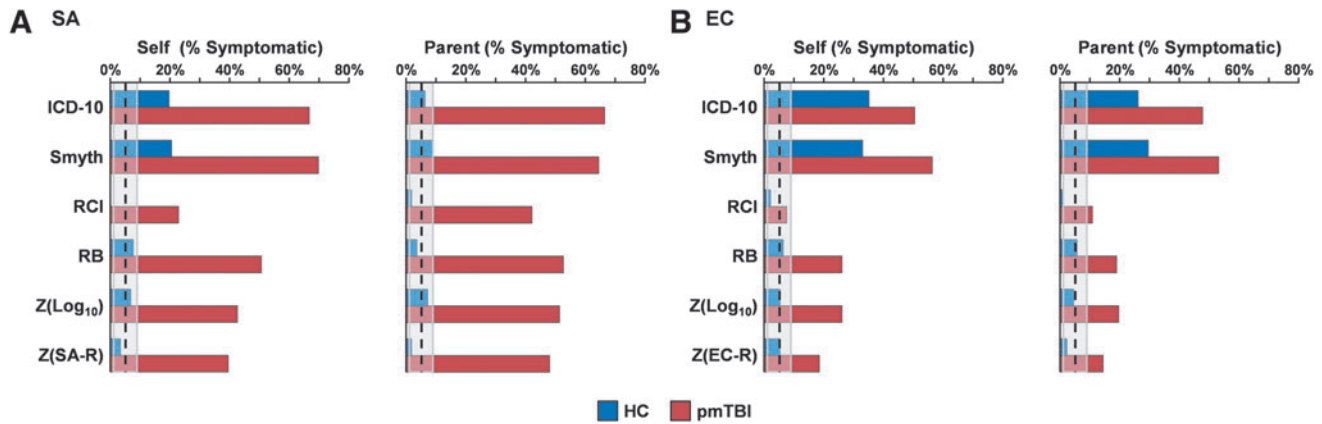 A SA
B EC
Self (% Symptomatic)
Parent (% Symptomatic)
Self (% Symptomatic)
Parent (% Symptomatic)
0% 20% 40% 60% 80%
0% 20% 40% 60% 80%
0% 20% 40% 60% 80%
0% 20% 40% 60% 80%
ICD-10
Smyth
RCI
RB
Z(Log₁₀)
Z(SA-R)
ICD-10
Smyth
RCI
RB
Z(Log₁₀)
Z(EC-R)
HC
pmTBI